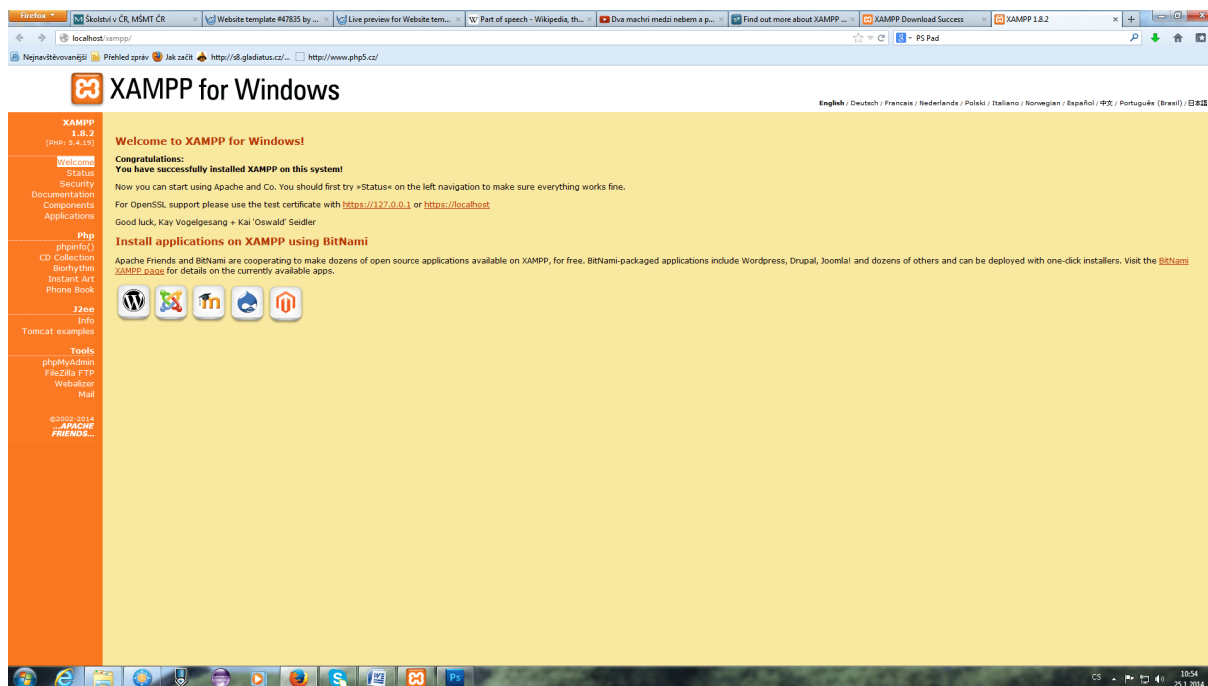 Firefox
Školství v ČR, MŠMT ČR
Website template #47835 by ...
Live preview for Website tem...
Part of speech - Wikipedia, th...
Dva machri medzi nebem a p...
Find out more about XAMPP ...
XAMPP Download Success
XAMPP 1.8.2
localhost/xampp/
PS Pad
Nejnavštěvovanější
Přehled zpráv
Jak začít
http://s8.gladiatus.cz/...
http://www.php5.cz/
XAMPP for Windows
English / Deutsch / Francais / Nederlands / Polski / Italiano / Norwegian / Español / 中文 / Português (Brasil) / 日本語
XAMPP
1.8.2
[PHP: 5.4.19]
Welcome
Status
Security
Documentation
Components
Applications
Php
phpinfo()
CD Collection
Biorhythm
Instant Art
Phone Book
J2ee
Info
Tomcat examples
Tools
phpMyAdmin
FileZilla FTP
Webalizer
Mail
©2002-2014
...APACHE
FRIENDS...
Welcome to XAMPP for Windows!
Congratulations:
You have successfully installed XAMPP on this system!
Now you can start using Apache and Co. You should first try »Status« on the left navigation to make sure everything works fine.
For OpenSSL support please use the test certificate with https://127.0.0.1 or https://localhost
Good luck, Kay Vogelgesang + Kai 'Oswald' Seidler
Install applications on XAMPP using BitNami
Apache Friends and BitNami are cooperating to make dozens of open source applications available on XAMPP, for free. BitNami-packaged applications include Wordpress, Drupal, Joomla! and dozens of others and can be deployed with one-click installers. Visit the BitNami
XAMPP page for details on the currently available apps.
Ps
CS
10:54
25.1.2014